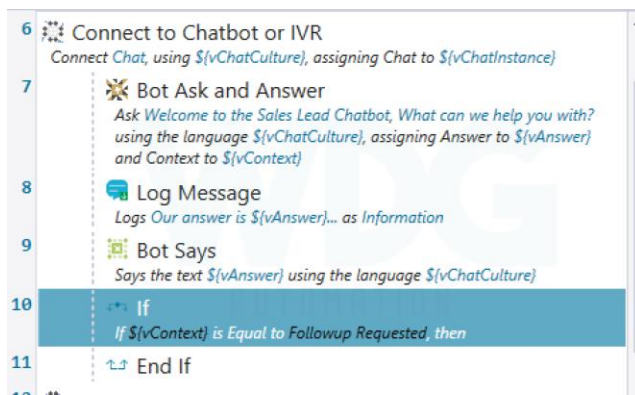 6 Connect to Chatbot or IVR
Connect Chat, using ${vChatCulture}, assigning Chat to ${vChatInstance}
7 Bot Ask and Answer
Ask Welcome to the Sales Lead Chatbot, What can we help you with?
using the language ${vChatCulture}, assigning Answer to ${vAnswer}
and Context to ${vContext}
8 Log Message
Logs Our answer is ${vAnswer}... as Information
9 Bot Says
Says the text ${vAnswer} using the language ${vChatCulture}
10 If
If ${vContext} is Equal to Followup Requested, then
11 End If
WDG